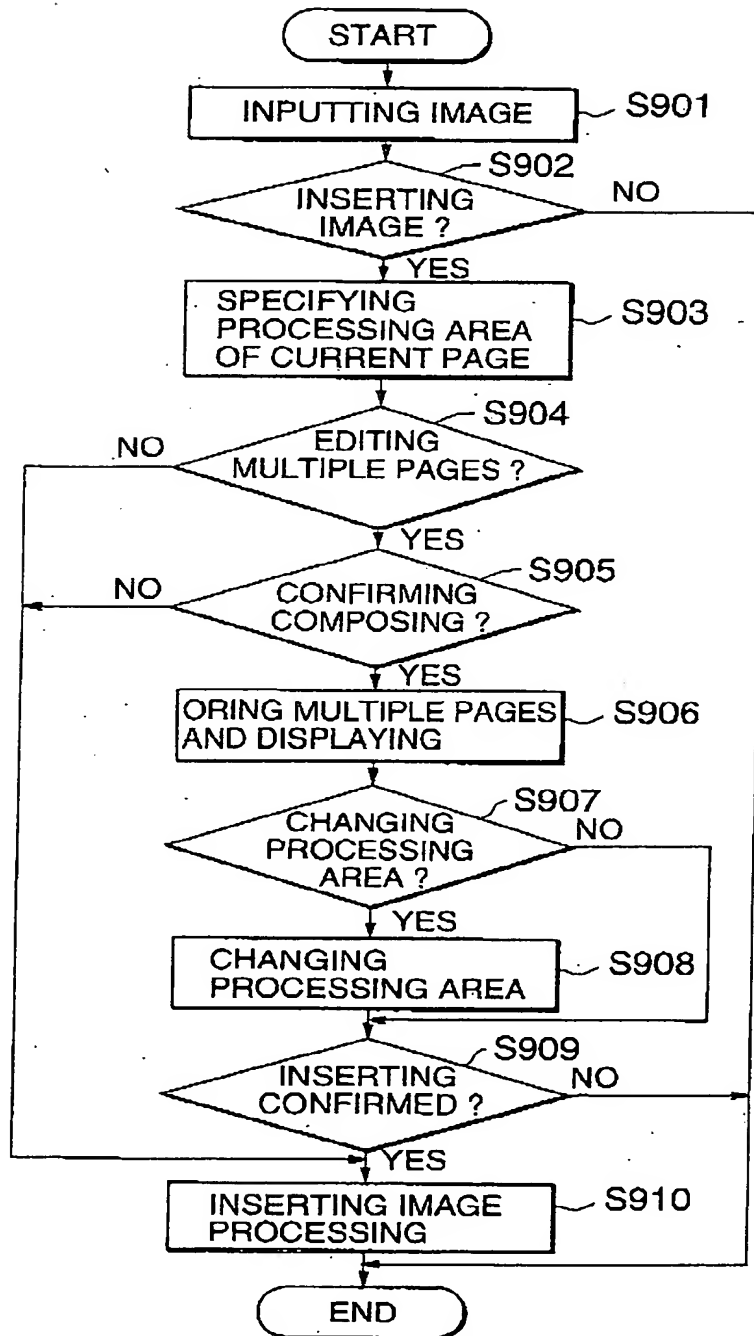 START
INPUTTING IMAGE
S901
S902
INSERTING
IMAGE ?
NO
YES
SPECIFYING
PROCESSING AREA
OF CURRENT PAGE
S903
S904
EDITING
MULTIPLE PAGES ?
NO
YES
S905
CONFIRMING
COMPOSING ?
NO
YES
ORING MULTIPLE PAGES
AND DISPLAYING
S906
S907
CHANGING
PROCESSING
AREA ?
NO
YES
CHANGING
PROCESSING AREA
S908
S909
INSERTING
CONFIRMED ?
NO
YES
INSERTING IMAGE
PROCESSING
S910
END